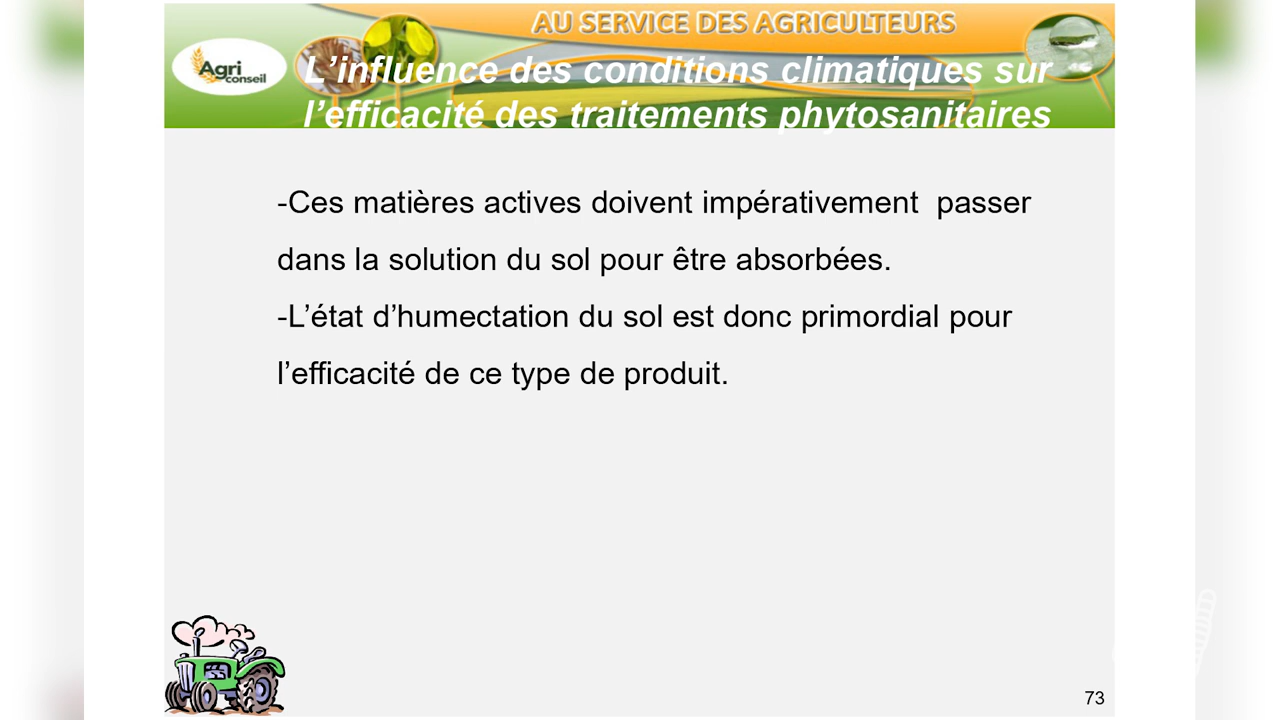 AU SERVICE DES AGRICULTEURS
Agri
conseil
L’influence des conditions climatiques sur
l’efficacité des traitements phytosanitaires
-Ces matières actives doivent impérativement  passer
dans la solution du sol pour être absorbées.
-L’état d’humectation du sol est donc primordial pour
l’efficacité de ce type de produit.
73